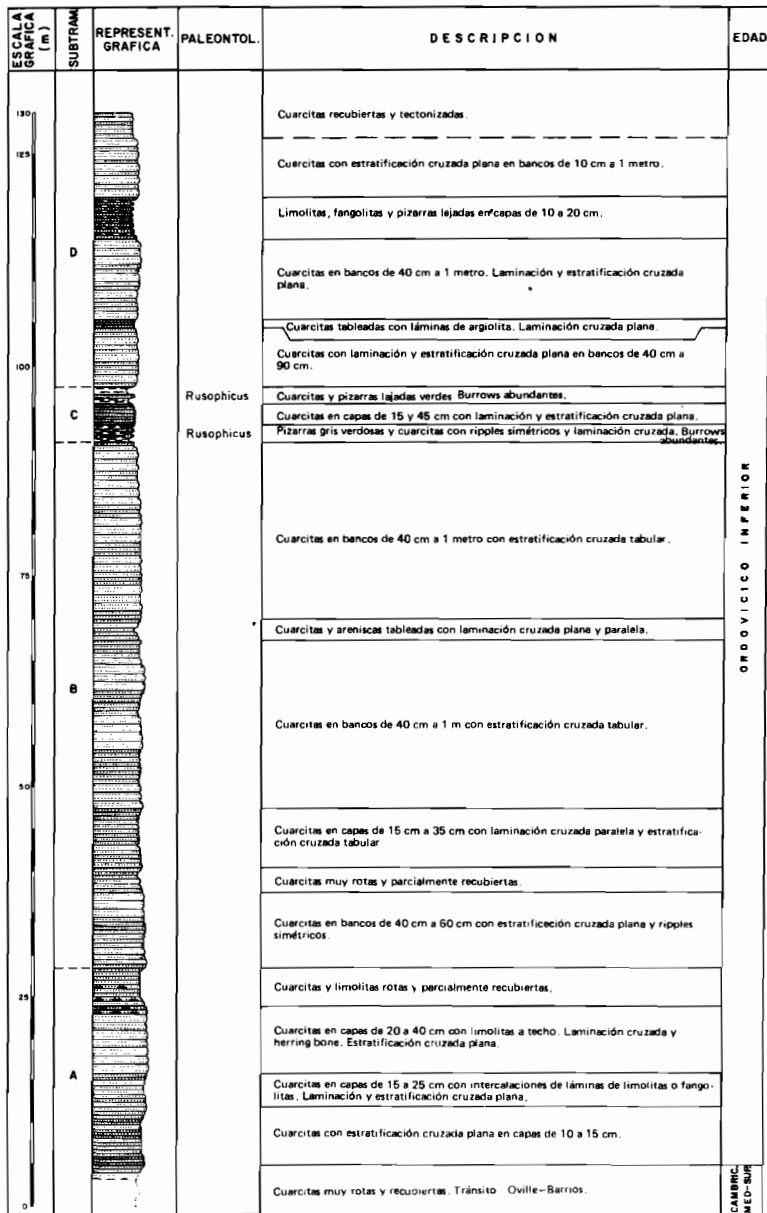 ESCALA GRAFICA (m)
SUBTRAM.
REPRESENT. GRAFICA
PALEONTOL.
DESCRIPCION
EDAD
130
Cuarcitas recubiertas y tectonizadas.
125
Cuarcitas con estratificación cruzada plana en bancos de 10 cm a 1 metro.
Limolitas, fangolitas y pizarras lejadas en capas de 10 a 20 cm.
D
Cuarcitas en bancos de 40 cm a 1 metro. Laminación y estratificación cruzada
plana.
Cuarcitas tableadas con láminas de argiolita. Laminación cruzada plana.
Cuarcitas con laminación y estratificación cruzada plana en bancos de 40 cm a
90 cm.
100
Rusophicus
Cuarcitas y pizarras lajadas verdes Burrows abundantes.
C
Cuarcitas en capas de 15 y 45 cm con laminación y estratificación cruzada plana.
Rusophicus
Pizarras gris verdosas y cuarcitas con ripples simétricos y laminación cruzada. Burrows
abundantes.
ORDOVICICO INFERIOR
Cuarcitas en bancos de 40 cm a 1 metro con estratificación cruzada tabular.
75
Cuarcitas y areniscas tableadas con laminación cruzada plana y paralela.
B
Cuarcitas en bancos de 40 cm a 1 m con estratificación cruzada tabular.
50
Cuarcitas en capas de 15 cm a 35 cm con laminación cruzada paralela y estratifica-
ción cruzada tabular
Cuarcitas muy rotas y parcialmente recubiertas.
Cuarcitas en bancos de 40 cm a 60 cm con estratificación cruzada plana y ripples
simétricos.
25
Cuarcitas y limolitas rotas y parcialmente recubiertas.
Cuarcitas en capas de 20 a 40 cm con limolitas a techo. Laminación cruzada y
herring bone. Estratificación cruzada plana.
A
Cuarcitas en capas de 15 a 25 cm con intercalaciones de láminas de limolitas o fango-
litas. Laminación y estratificación cruzada plana.
Cuarcitas con estratificación cruzada plana en capas de 10 a 15 cm.
Cuarcitas muy rotas y recubiertas. Tránsito Oville-Barrios.
CAMBRIC.
MED-SUR
0